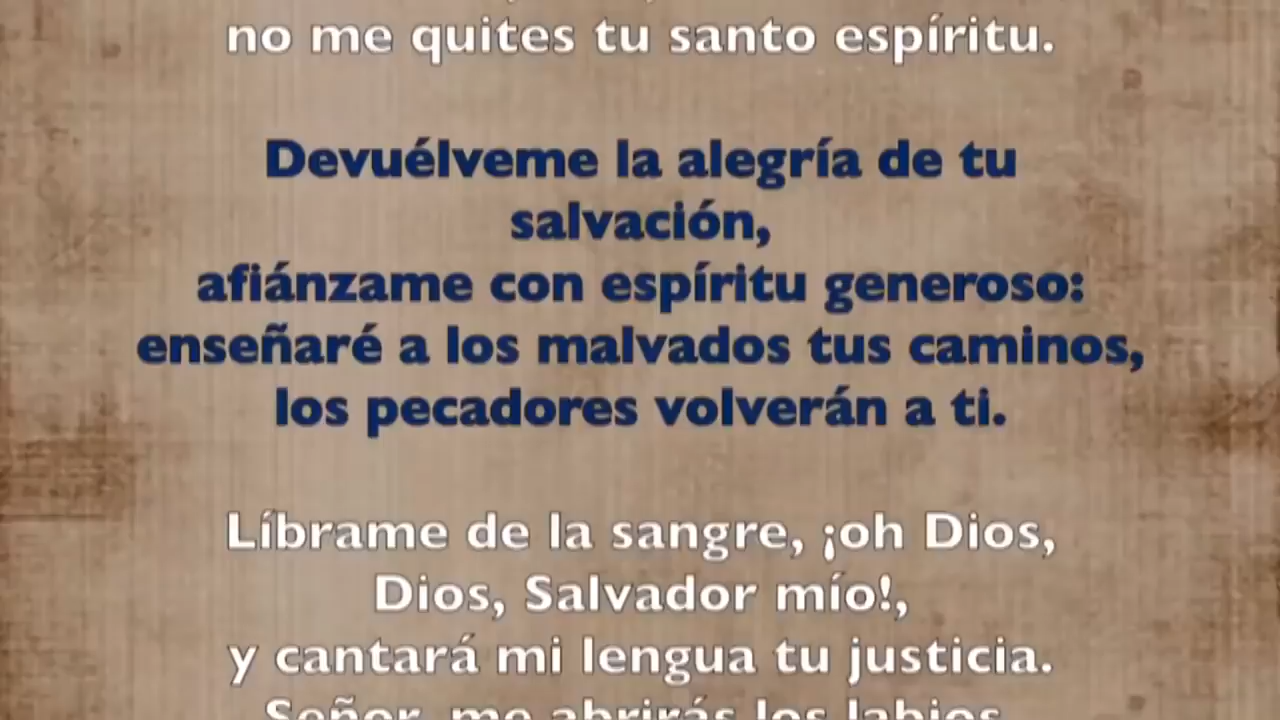 no me quites tu santo espíritu.
Devuélveme la alegría de tu
salvación,
afiánzame con espíritu generoso:
enseñaré a los malvados tus caminos,
los pecadores volverán a ti.
Líbrame de la sangre, ¡oh Dios,
Dios, Salvador mío!,
y cantará mi lengua tu justicia.
Señor, me abrirás los labios,